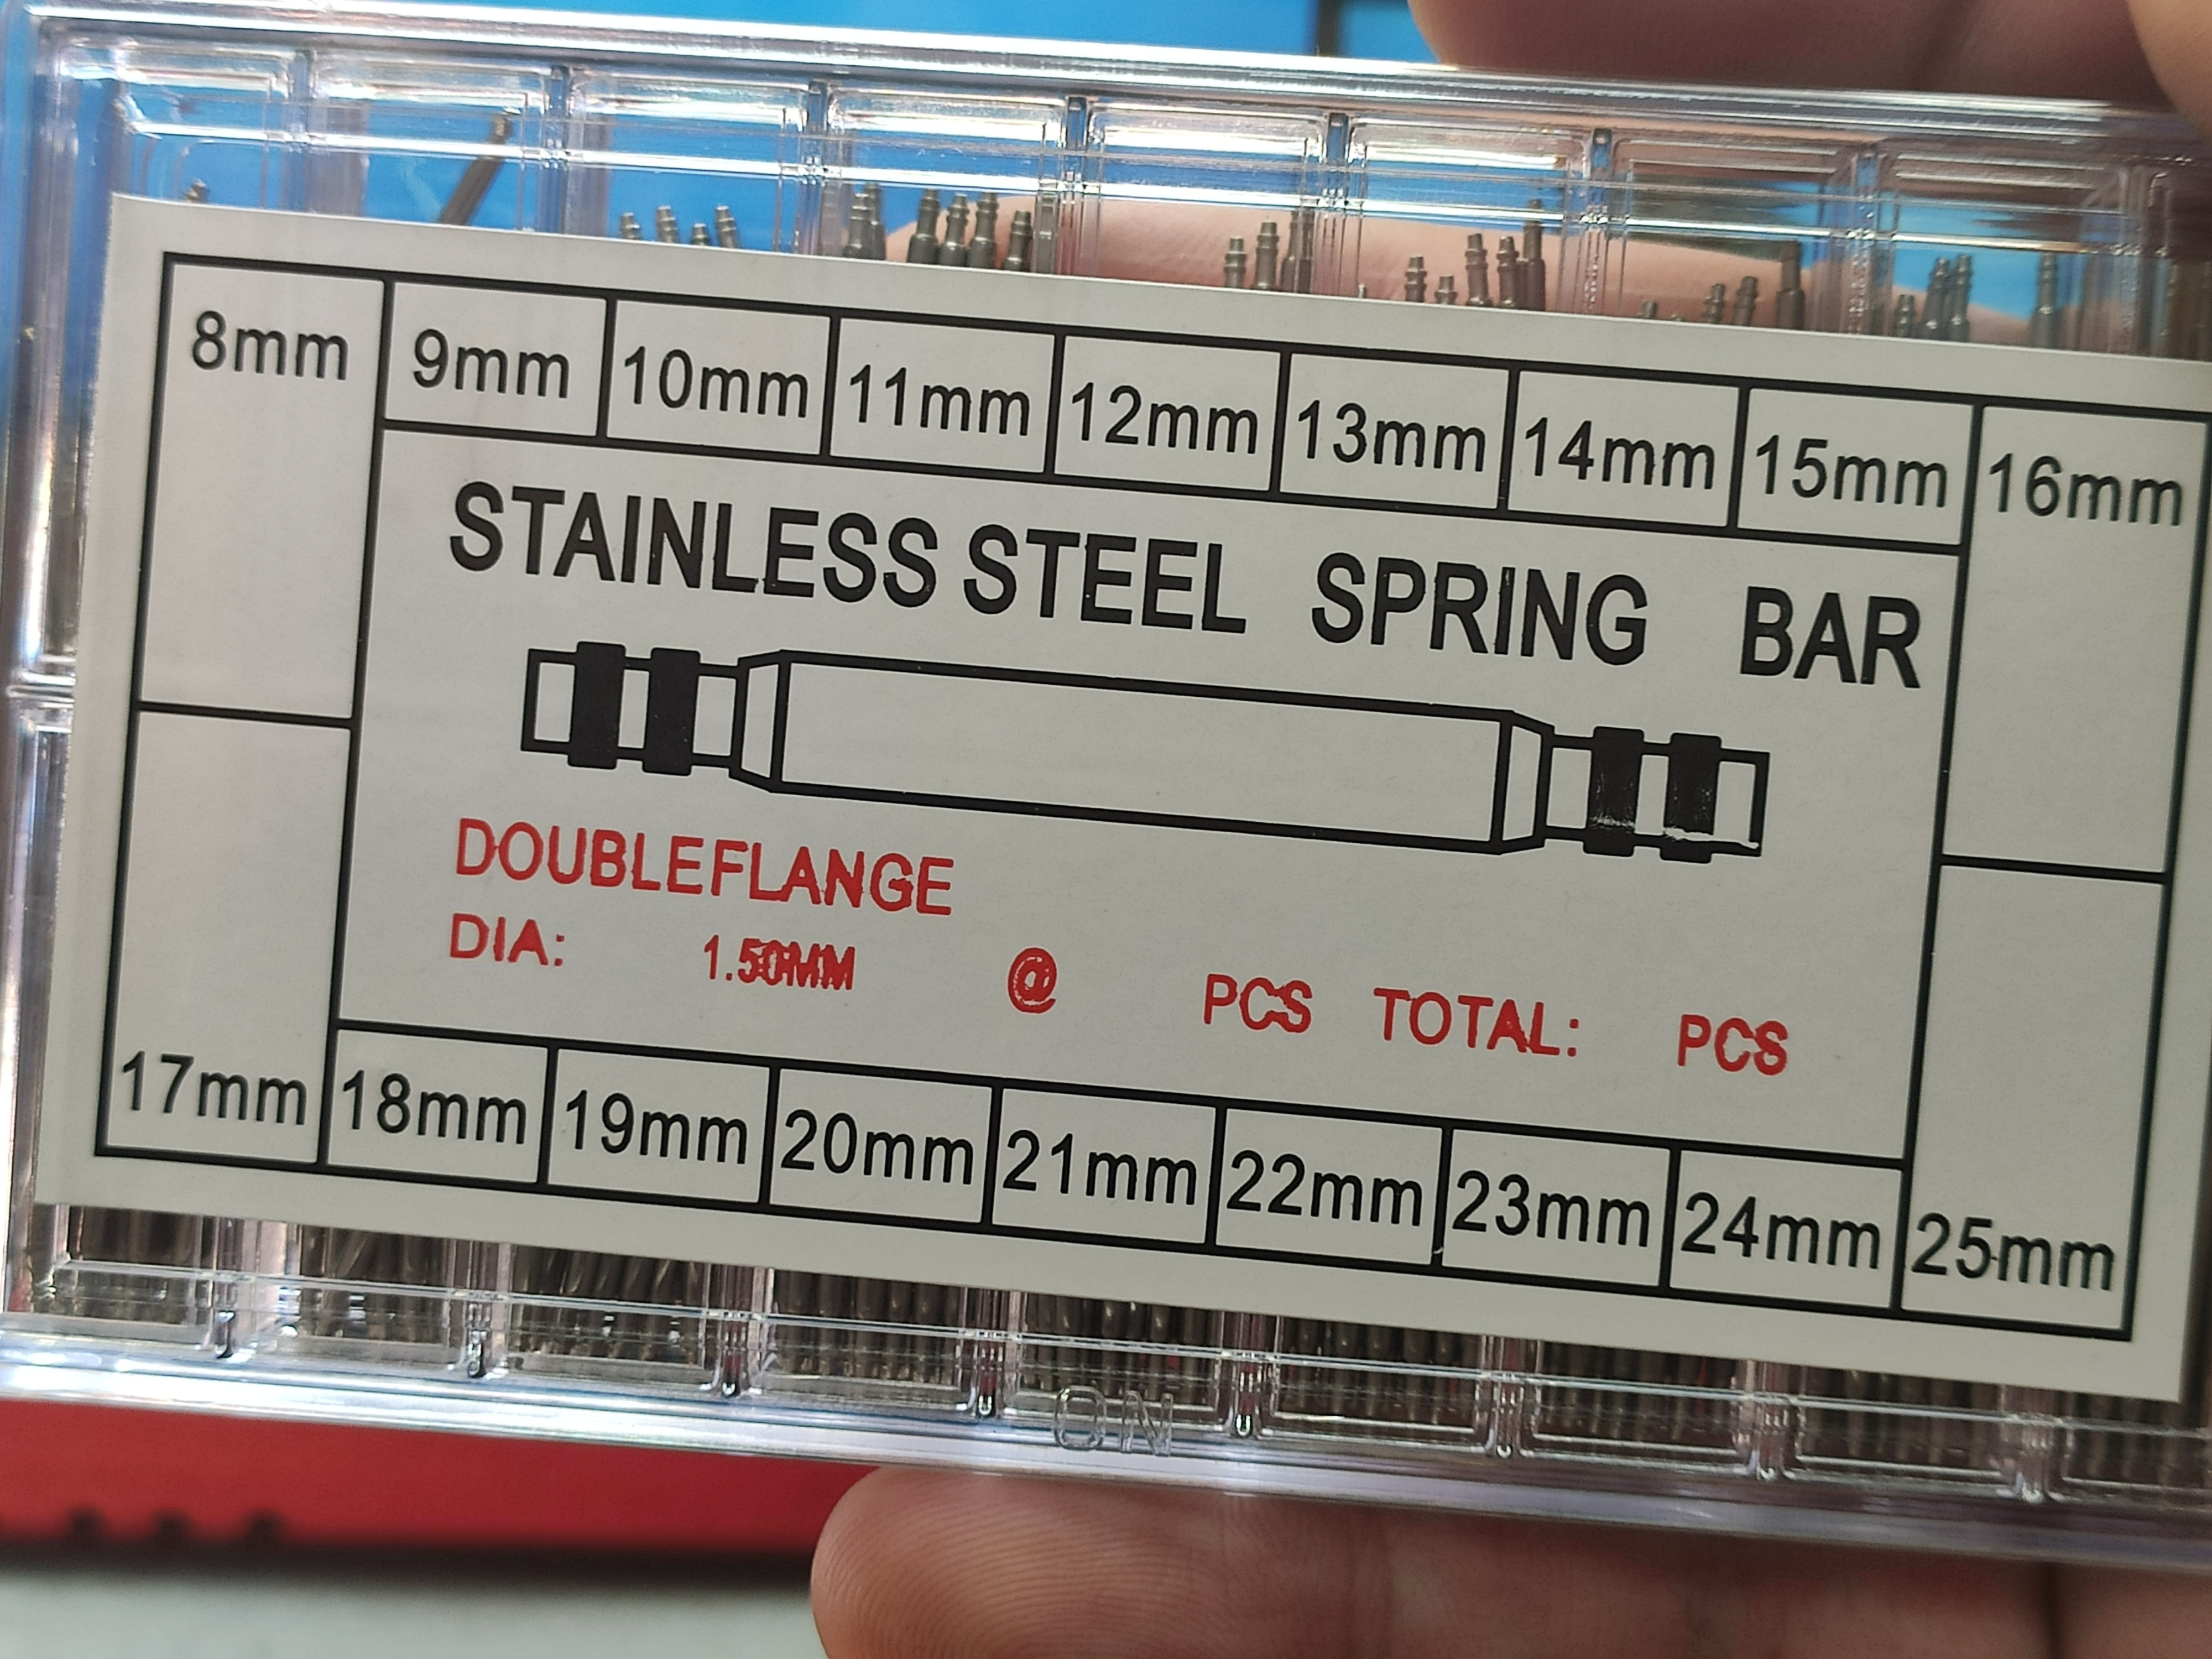 8mm 9mm 10mm 11mm 12mm 13mm 14mm 15mm 16mm
STAINLESS STEEL SPRING BAR
DOUBLEFLANGE
DIA: 1.50MM @ PCS TOTAL: PCS
17mm 18mm 19mm 20mm 21mm 22mm 23mm 24mm 25mm
ON